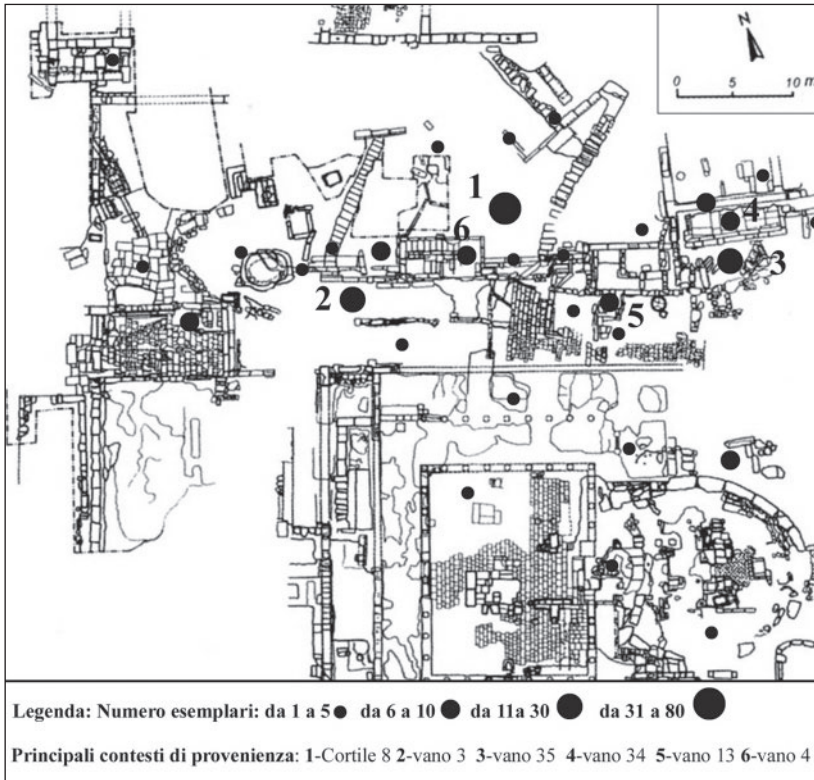 N
0 5 10 m
1
4
6
3
2
5
Legenda: Numero esemplari: da 1 a 5 da 6 a 10 da 11a 30 da 31 a 80
Principali contesti di provenienza: 1-Cortile 8 2-vano 3 3-vano 35 4-vano 34 5-vano 13 6-vano 4